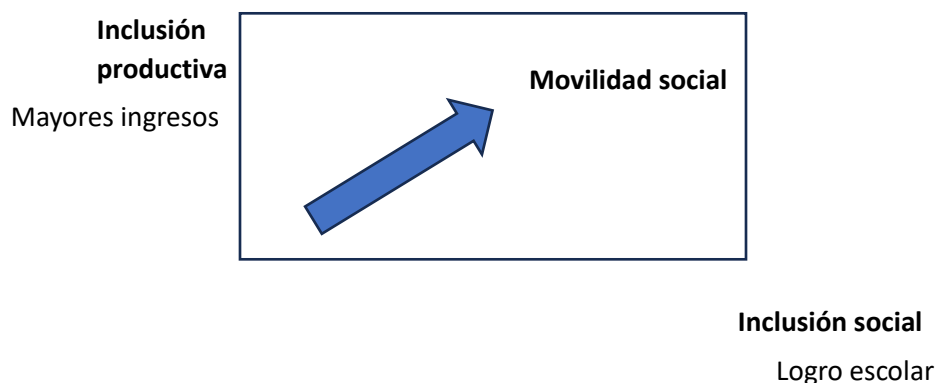 Inclusión
productiva
Mayores ingresos
Movilidad social
Inclusión social
Logro escolar